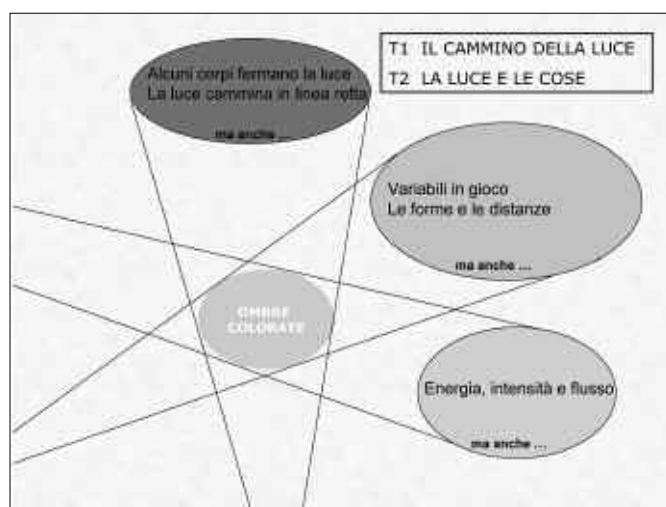 T1 IL CAMMINO DELLA LUCE
T2 LA LUCE E LE COSE
Alcuni corpi fermano la luce
La luce cammina in linea retta
ma anche ...
Variabili in gioco
Le forme e le distanze
ma anche ...
OMBRE
COLORATE
Energia, intensità e flusso
ma anche ...